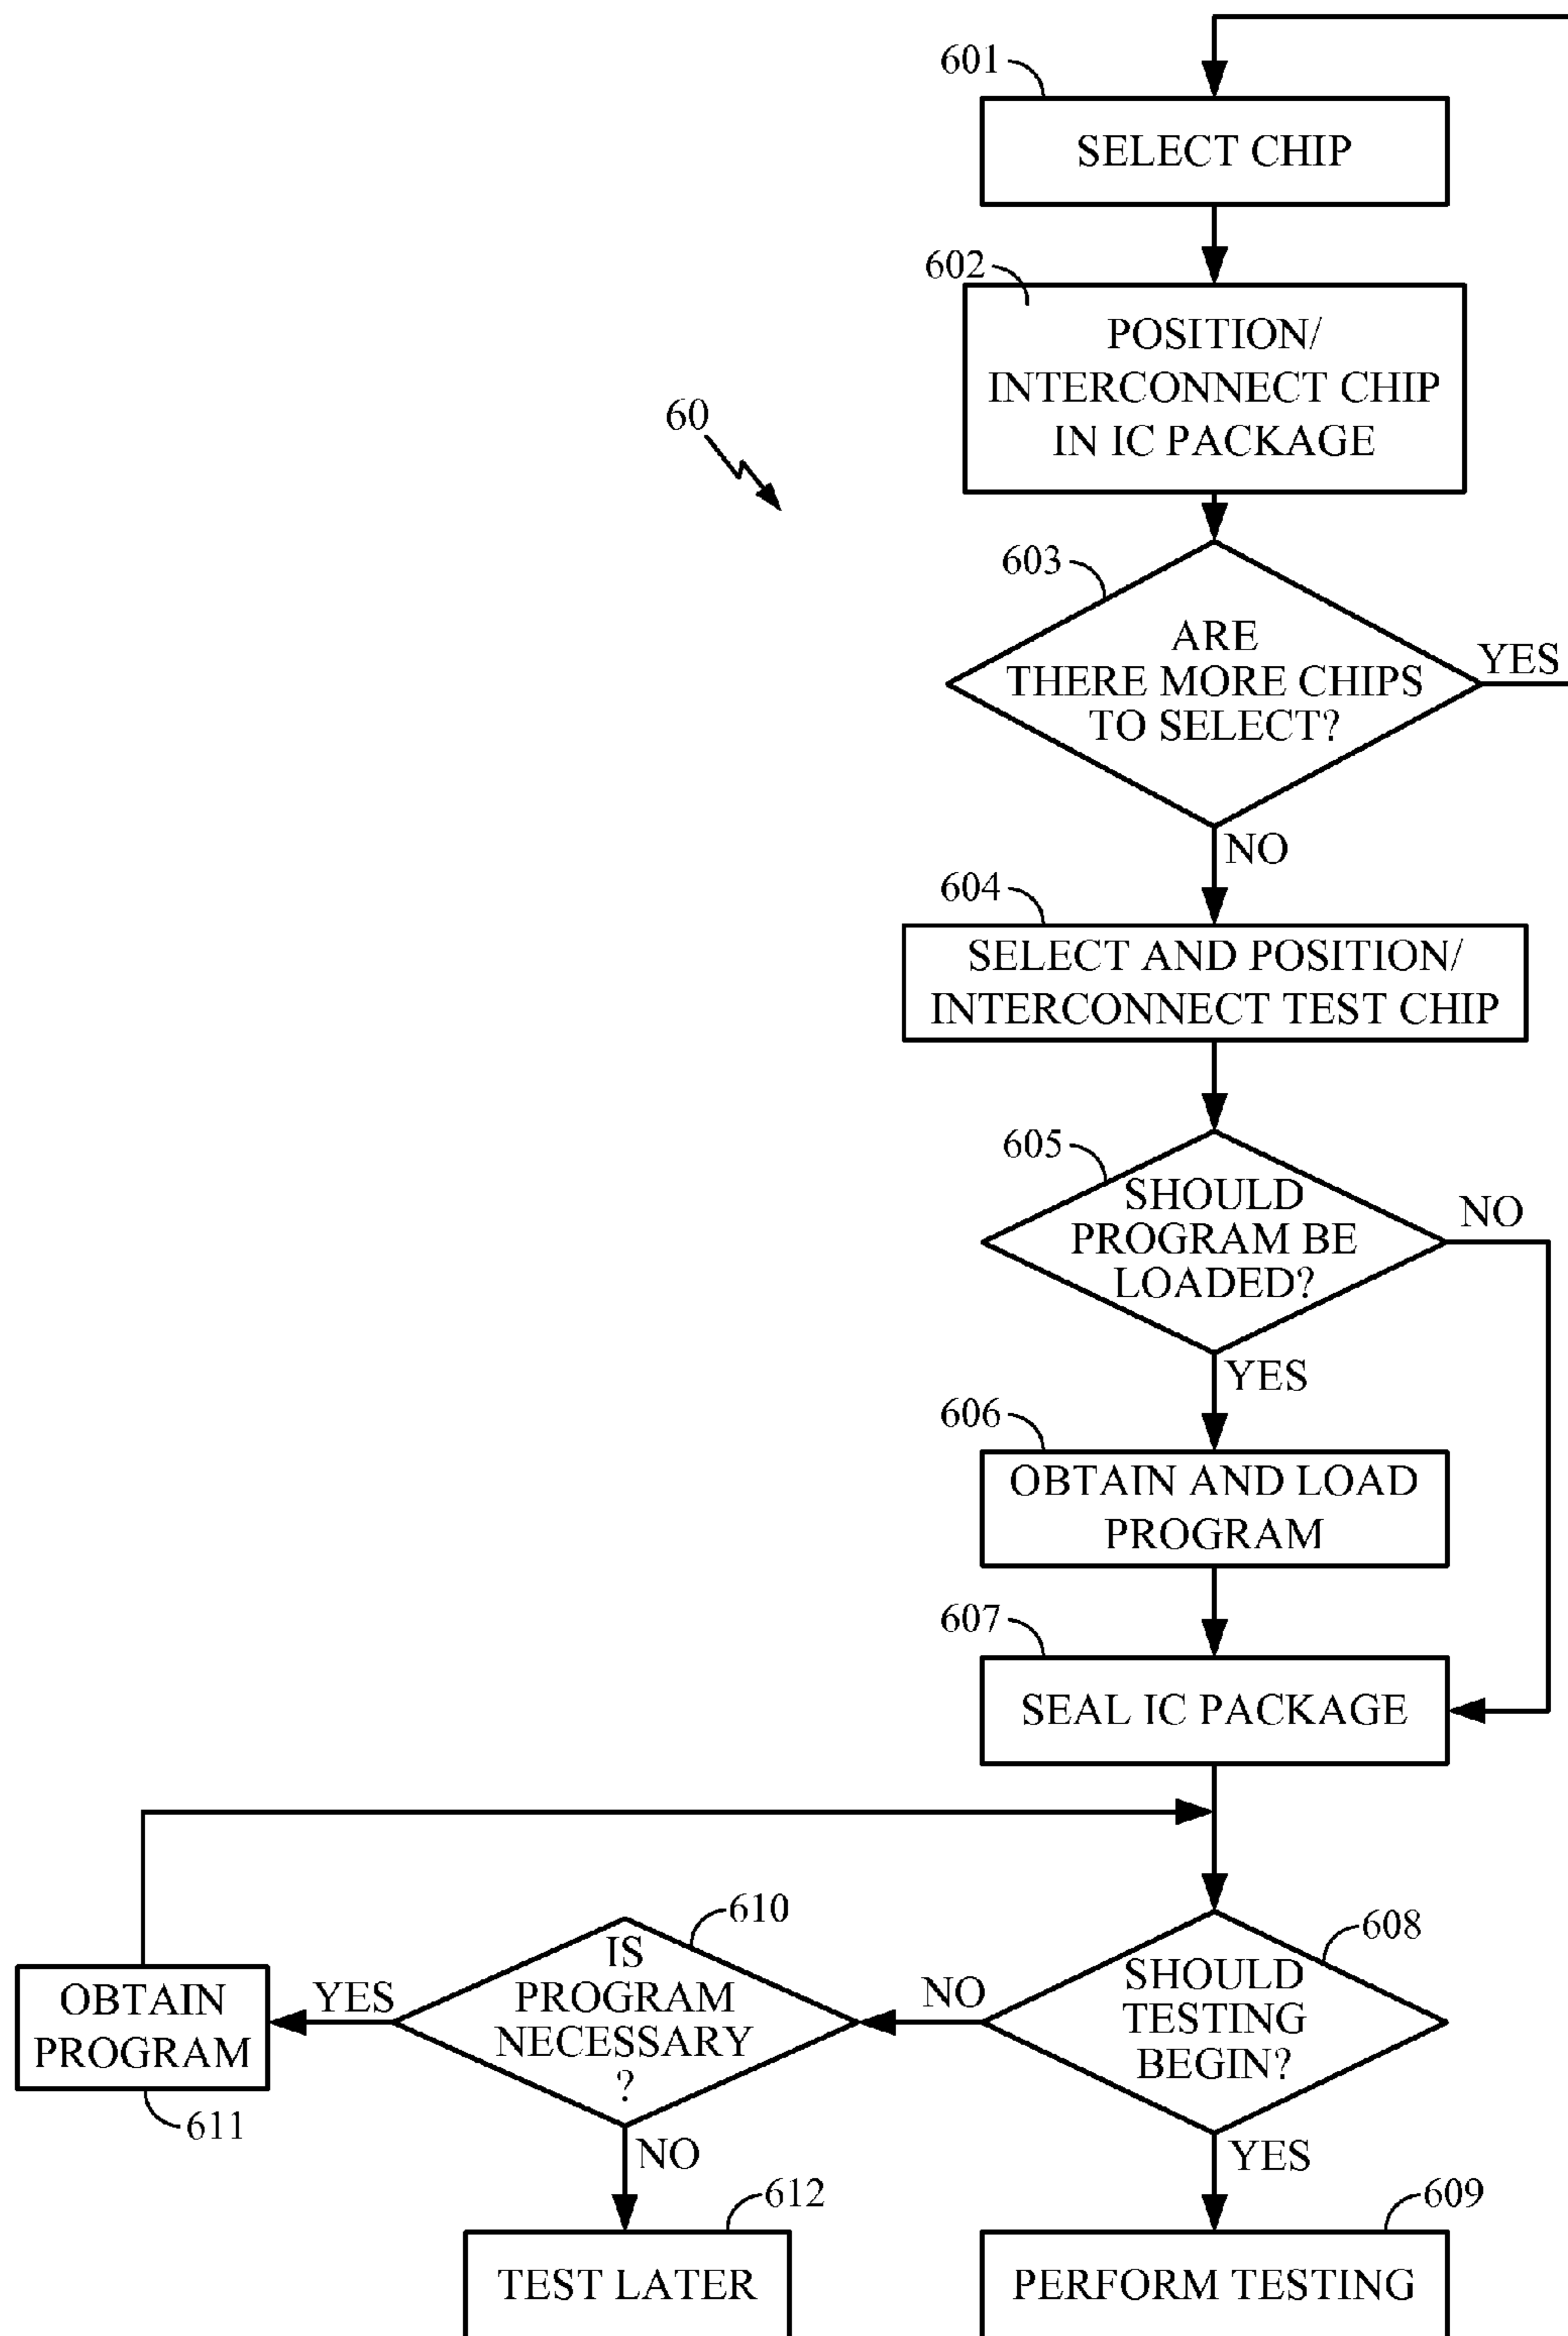 601
SELECT CHIP
602
POSITION/
INTERCONNECT CHIP
IN IC PACKAGE
60
603
ARE
THERE MORE CHIPS
TO SELECT?
YES
NO
604
SELECT AND POSITION/
INTERCONNECT TEST CHIP
605
SHOULD
PROGRAM BE
LOADED?
NO
YES
606
OBTAIN AND LOAD
PROGRAM
607
SEAL IC PACKAGE
608
SHOULD
TESTING
BEGIN?
NO
610
IS
PROGRAM
NECESSARY
?
YES
OBTAIN
PROGRAM
611
NO
YES
612
TEST LATER
609
PERFORM TESTING